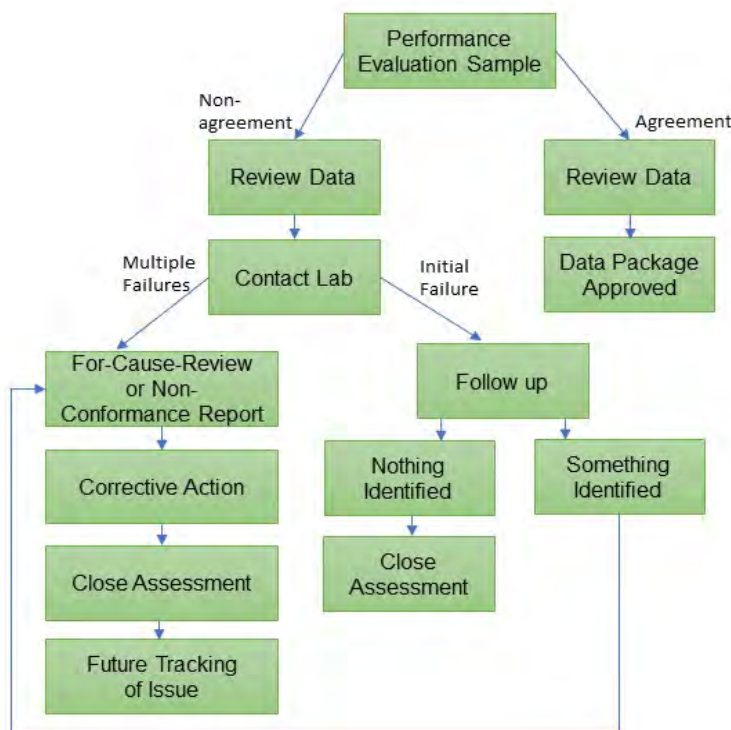 Performance
Evaluation Sample
Non-
agreement
Agreement
Review Data
Review Data
Multiple
Failures
Contact Lab
Initial
Failure
Data Package
Approved
For-Cause-Review
or Non-
Conformance Report
Follow up
Corrective Action
Nothing
Identified
Something
Identified
Close Assessment
Close
Assessment
Future Tracking
of Issue